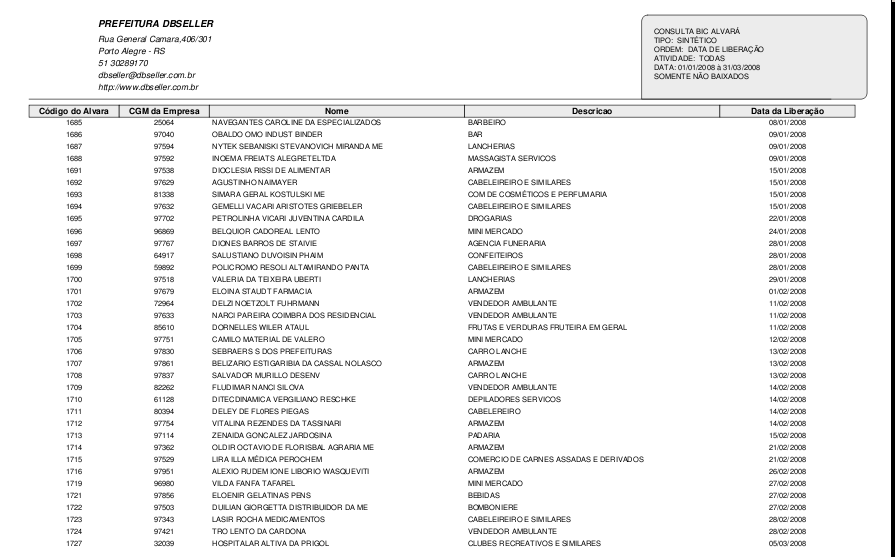 PREFEITURA DBSELLER
Rua General Camara,406/301
Porto Alegre - RS
51 30289170
dbseller@dbseller.com.br
http://www.dbseller.com.br
CONSULTA BIC ALVARÁ
TIPO: SINTÉTICO
ORDEM: DATA DE LIBERAÇÃO
ATIVIDADE: TODAS
DATA: 01/01/2008 à 31/03/2008
SOMENTE NÃO BAIXADOS
Código do Alvara CGM da Empresa Nome Descricao Data da Liberação
1685 25064 NAVEGANTES CAROLINE DA ESPECIALIZADOS BARBEIRO 08/01/2008
1686 97040 OBALDO OMO INDUST BINDER BAR 09/01/2008
1687 97594 NYTEK SEBANISKI STEVANOVICH MIRANDA ME LANCHERIAS 09/01/2008
1688 97592 INOEMA FREIATS ALEGRETELTDA MASSAGISTA SERVICOS 09/01/2008
1691 97538 DIOCLESIA RISSI DE ALIMENTAR ARMAZEM 15/01/2008
1692 97629 AGUSTINHO NAIMAYER CABELEIREIRO E SIMILARES 15/01/2008
1693 81338 SIMARA GERAL KOSTULSKI ME COM DE COSMÉTICOS E PERFUMARIA 15/01/2008
1694 97632 GEMELLI VACARI ARISTOTES GRIEBELER CABELEIREIRO E SIMILARES 15/01/2008
1695 97702 PETROLINHA VICARI JUVENTINA CARDILA DROGARIAS 22/01/2008
1696 96869 BELQUIOR CADOREAL LENTO MINI MERCADO 24/01/2008
1697 97767 DIONES BARROS DE STAIVIE AGENCIA FUNERARIA 28/01/2008
1698 64917 SALUSTIANO DUVOISIN PHAIM CONFEITEIROS 28/01/2008
1699 59892 POLICROMO RESOLI ALTAMIRANDO PANTA CABELEIREIRO E SIMILARES 28/01/2008
1700 97518 VALERIA DA TEIXEIRA UBERTI LANCHERIAS 29/01/2008
1701 97679 ELOINA STAUDT FARMACIA ARMAZEM 01/02/2008
1702 72964 DELZI NOETZOLT FUHRMANN VENDEDOR AMBULANTE 11/02/2008
1703 97633 NARCI PAREIRA COIMBRA DOS RESIDENCIAL VENDEDOR AMBULANTE 11/02/2008
1704 85610 DORNELLES WILER ATAUL FRUTAS E VERDURAS FRUTEIRA EM GERAL 11/02/2008
1705 97751 CAMILO MATERIAL DE VALERO MINI MERCADO 12/02/2008
1706 97830 SEBRAERS S DOS PREFEITURAS CARRO LANCHE 13/02/2008
1707 97861 BELIZARIO ESTIGARIBIA DA CASSAL NOLASCO ARMAZEM 13/02/2008
1708 97837 SALVADOR MURILLO DESENV CARRO LANCHE 13/02/2008
1709 82262 FLUDIMAR NANCI SILOVA VENDEDOR AMBULANTE 14/02/2008
1710 61128 DITECDINAMICA VERGILIANO RESCHKE DEPILADORES SERVICOS 14/02/2008
1711 80394 DELEY DE FLORES PIEGAS CABELEREIRO 14/02/2008
1712 97754 VITALINA REZENDES DA TASSINARI ARMAZEM 14/02/2008
1713 97114 ZENAIDA GONCALEZ JARDOSINA PADARIA 15/02/2008
1714 97362 OLDIR OCTAVIO DE FLORISBAL AGRARIA ME ARMAZEM 21/02/2008
1715 97529 LIRA ILLA MÉDICA PEROCHEM COMERCIO DE CARNES ASSADAS E DERIVADOS 21/02/2008
1716 97951 ALEXIO RUDEM IONE LIBORIO WASQUEVITI ARMAZEM 26/02/2008
1719 96980 VILDA FANFA TAFAREL MINI MERCADO 27/02/2008
1721 97856 ELOENIR GELATINAS PENS BEBIDAS 27/02/2008
1722 97503 DUILIAN GIORGETTA DISTRIBUIDOR DA ME BOMBONIERE 27/02/2008
1723 97343 LASIR ROCHA MEDICAMENTOS CABELEIREIRO E SIMILARES 28/02/2008
1724 97421 TRO LENTO DA CARDONA VENDEDOR AMBULANTE 28/02/2008
1727 32039 HOSPITALAR ALTIVA DA PRIGOL CLUBES RECREATIVOS E SIMILARES 05/03/2008